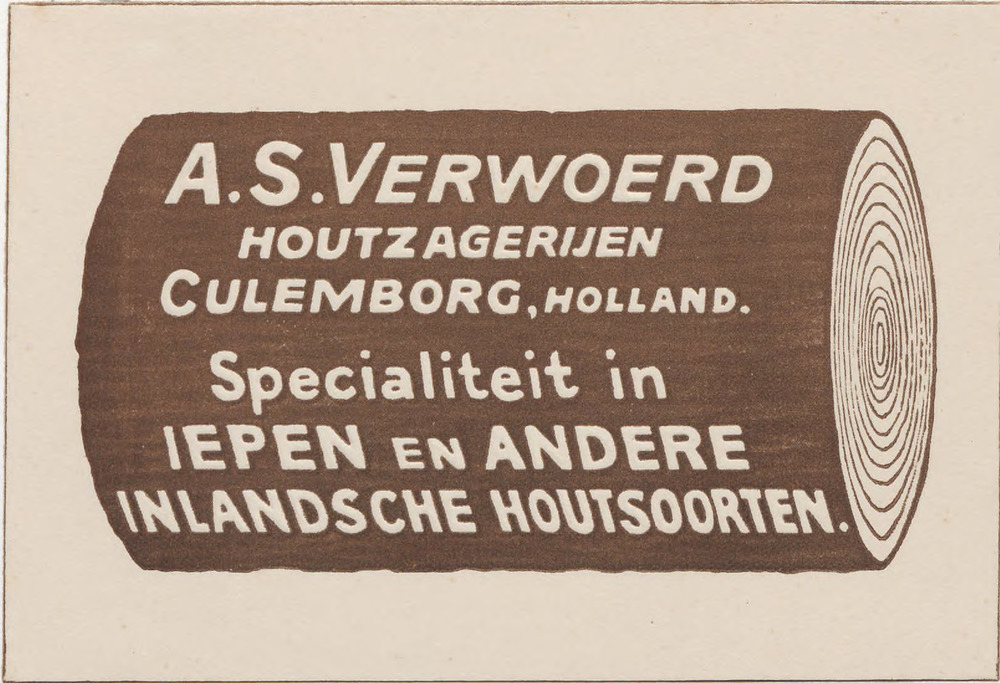 A.S.VERWOERD
HOUTZAGERIJEN
CULEMBORG, HOLLAND.
Specialiteit in
IEPEN EN ANDERE
INLANDSCHE HOUTSOORTEN.